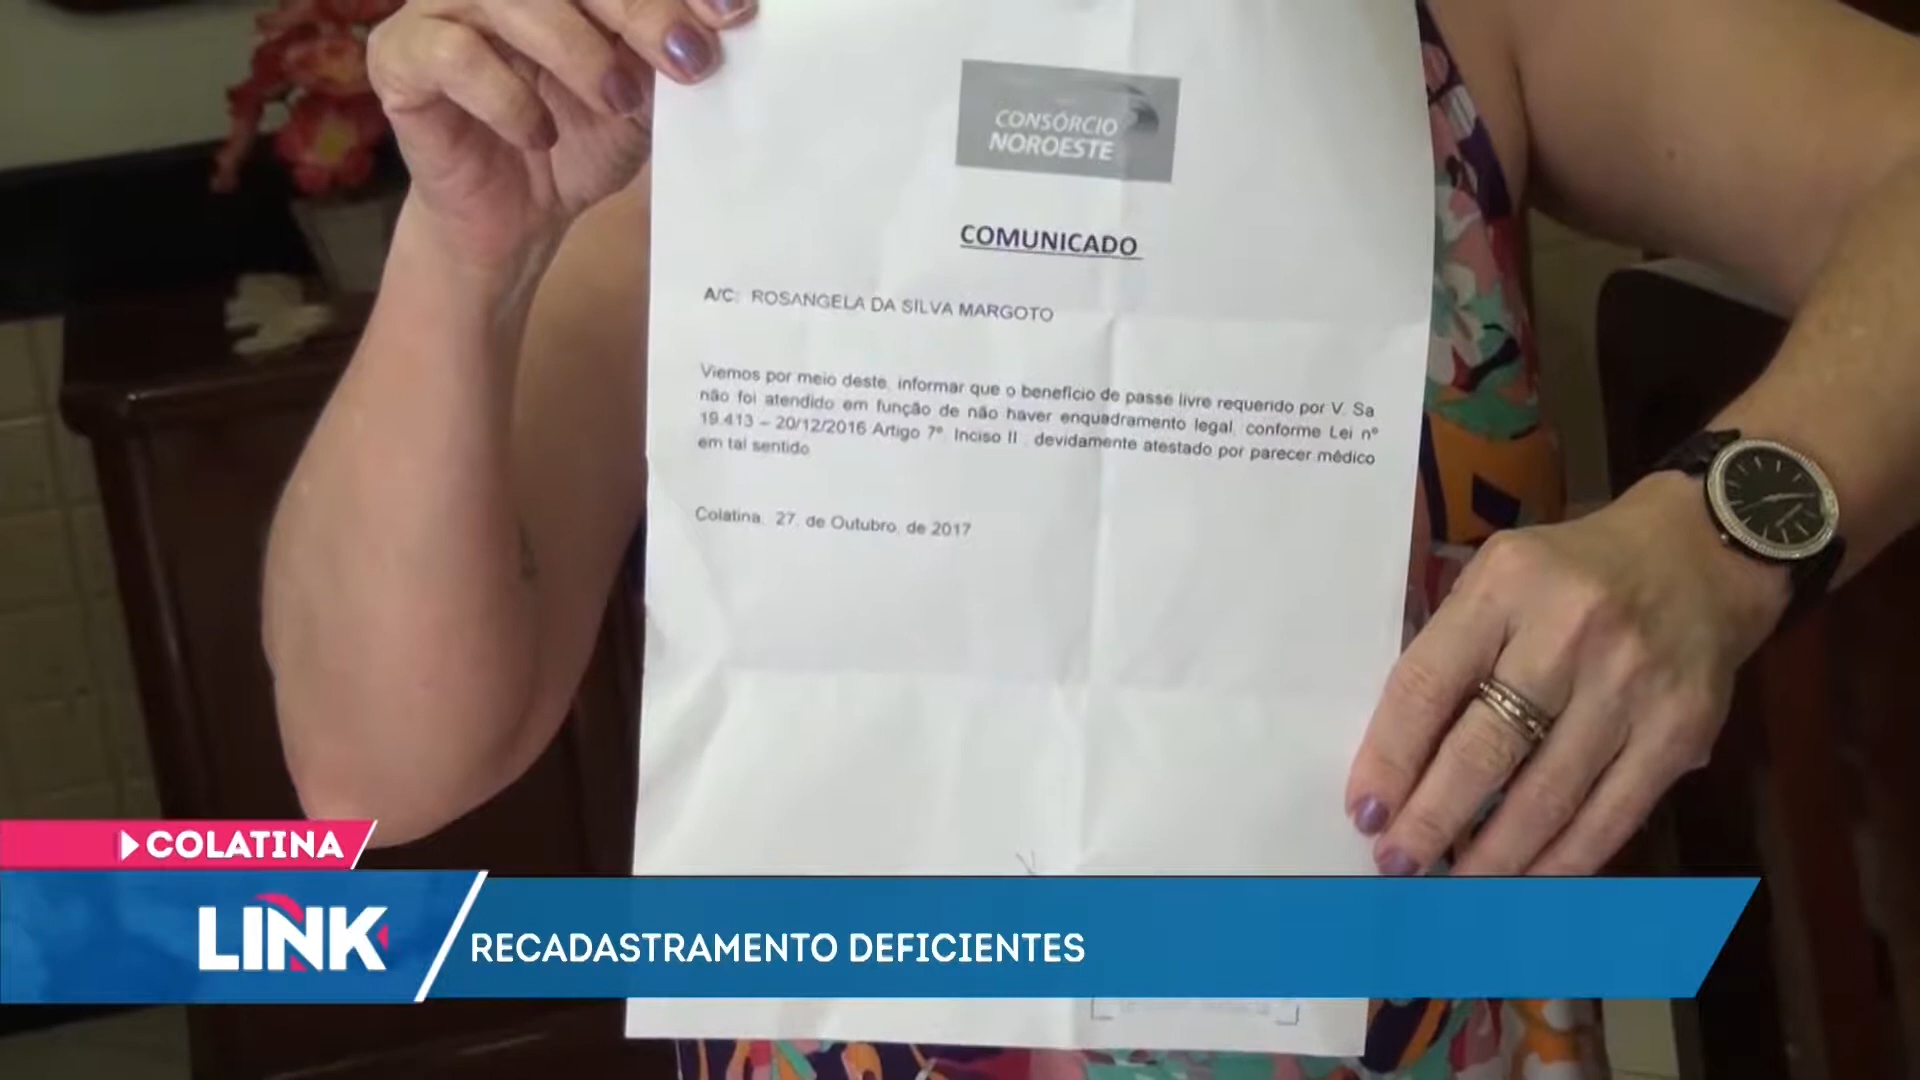 CONSÓRCIO
NOROESTE
COMUNICADO
A/C: ROSANGELA DA SILVA MARGOTO
Viemos por meio deste, informar que o benefício de passe livre requerido por V. Sa
não foi atendido em função de não haver enquadramento legal, conforme Lei nº
19.413 – 20/12/2016 Artigo 7º Inciso II , devidamente atestado por parecer médico
em tal sentido
Colatina, 27, de Outubro, de 2017
COLATINA
LINK
RECADASTRAMENTO DEFICIENTES